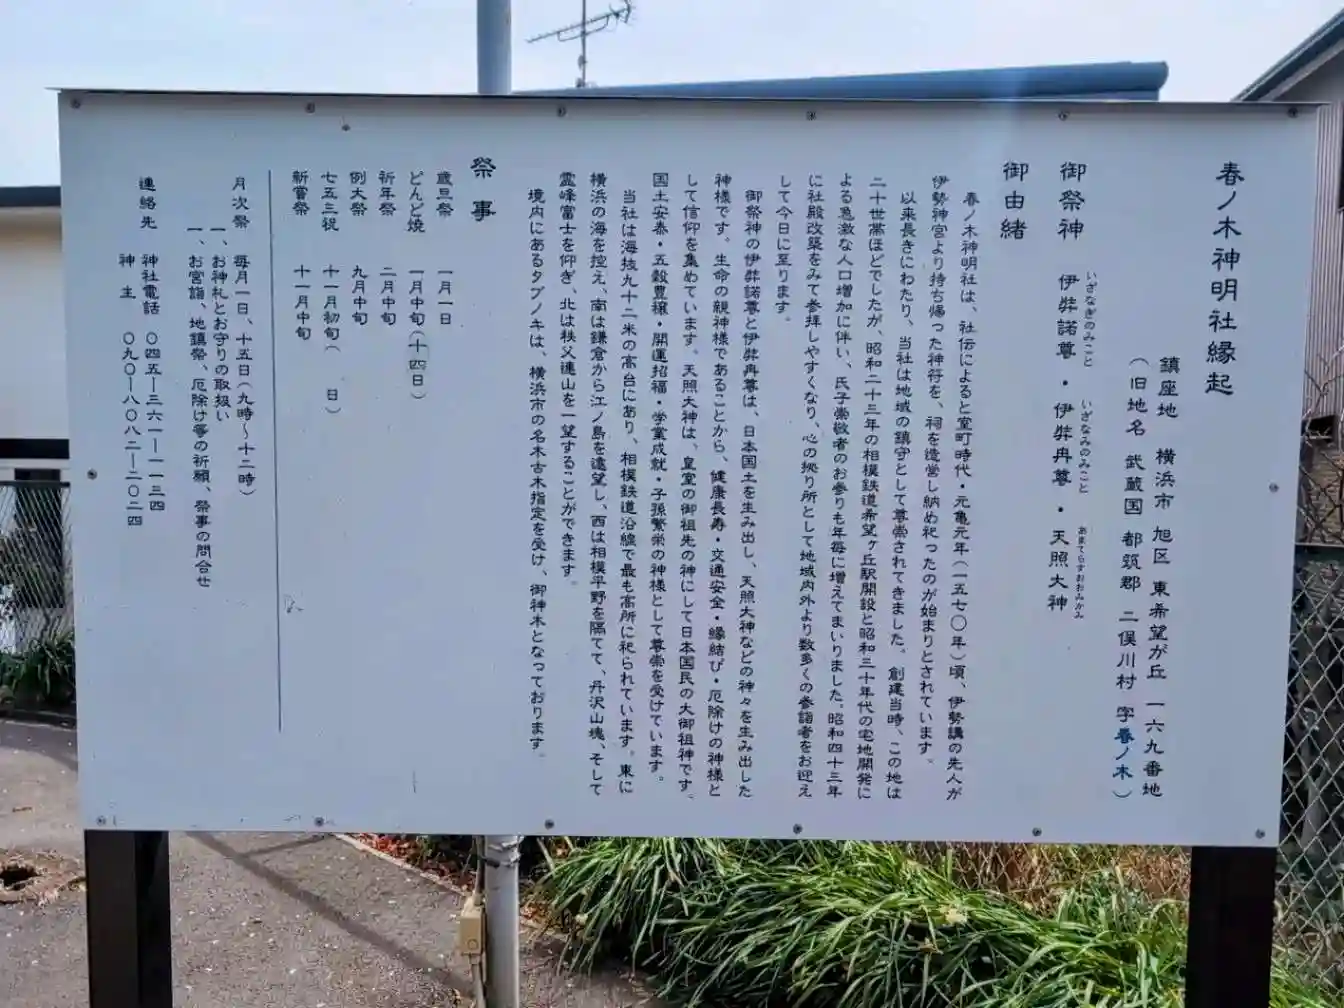 春ノ木神明社縁起
鎮座地 横浜市 旭区 東希望が丘 一六九番地
(旧地名 武蔵国 都筑郡 二俣川村 字春ノ木)
御祭神 伊弉諾尊・伊弉冉尊・天照大神
いざなぎのみこと いざなみのみこと あまてらすおおみかみ
御由緒
春ノ木神明社は、社伝によると室町時代・元亀元年(一五七〇年)頃、伊勢講の先人が
伊勢神宮より持ち帰った神符を、祠を造営し納め祀ったのが始まりとされています。
以来長きにわたり、当社は地域の鎮守として尊崇されてきました。創建当時、この地は
二十世帯ほどでしたが、昭和二十三年の相模鉄道希望ヶ丘駅開設と昭和三十年代の宅地開発に
よる急激な人口増加に伴い、氏子崇敬者のお参りも年毎に増えてまいりました。昭和四十三年
に社殿改築をみて参拝しやすくなり、心の拠り所として地域内外より数多くの参詣者をお迎え
して今日に至ります。
御祭神の伊弉諾尊と伊弉冉尊は、日本国土を生み出し、天照大神などの神々を生み出した
神様です。生命の親神様であることから、健康長寿・交通安全・縁結び・厄除けの神様と
して信仰を集めています。天照大神は、皇室の御祖先の神にして日本国民の大御祖神です。
国土安泰・五穀豊穣・開運招福・学業成就・子孫繁栄の神様として尊崇を受けています。
当社は海抜九十二米の高台にあり、相模鉄道沿線で最も高所に祀られています。東に
横浜の海を控え、南は鎌倉から江ノ島を遠望し、西は相模平野を隔てて、丹沢山塊、そして
霊峰富士を仰ぎ、北は秩父連山を一望することができます。
境内にあるタブノキは、横浜市の名木古木指定を受け、御神木となっております。
祭事
歳旦祭 一月一日
どんど焼 一月中旬(十四日)
祈年祭 二月中旬
例大祭 九月中旬
七五三祝 十一月初旬( 日)
新嘗祭 十一月中旬
月次祭 毎月一日、十五日(九時～十二時)
一、お神札とお守りの取扱い
一、お宮詣、地鎮祭、厄除け等の祈願、祭事の問合せ
連絡先 神社電話 〇四五―三六一―一一三四
神主 〇九〇―八〇八二―二〇二四